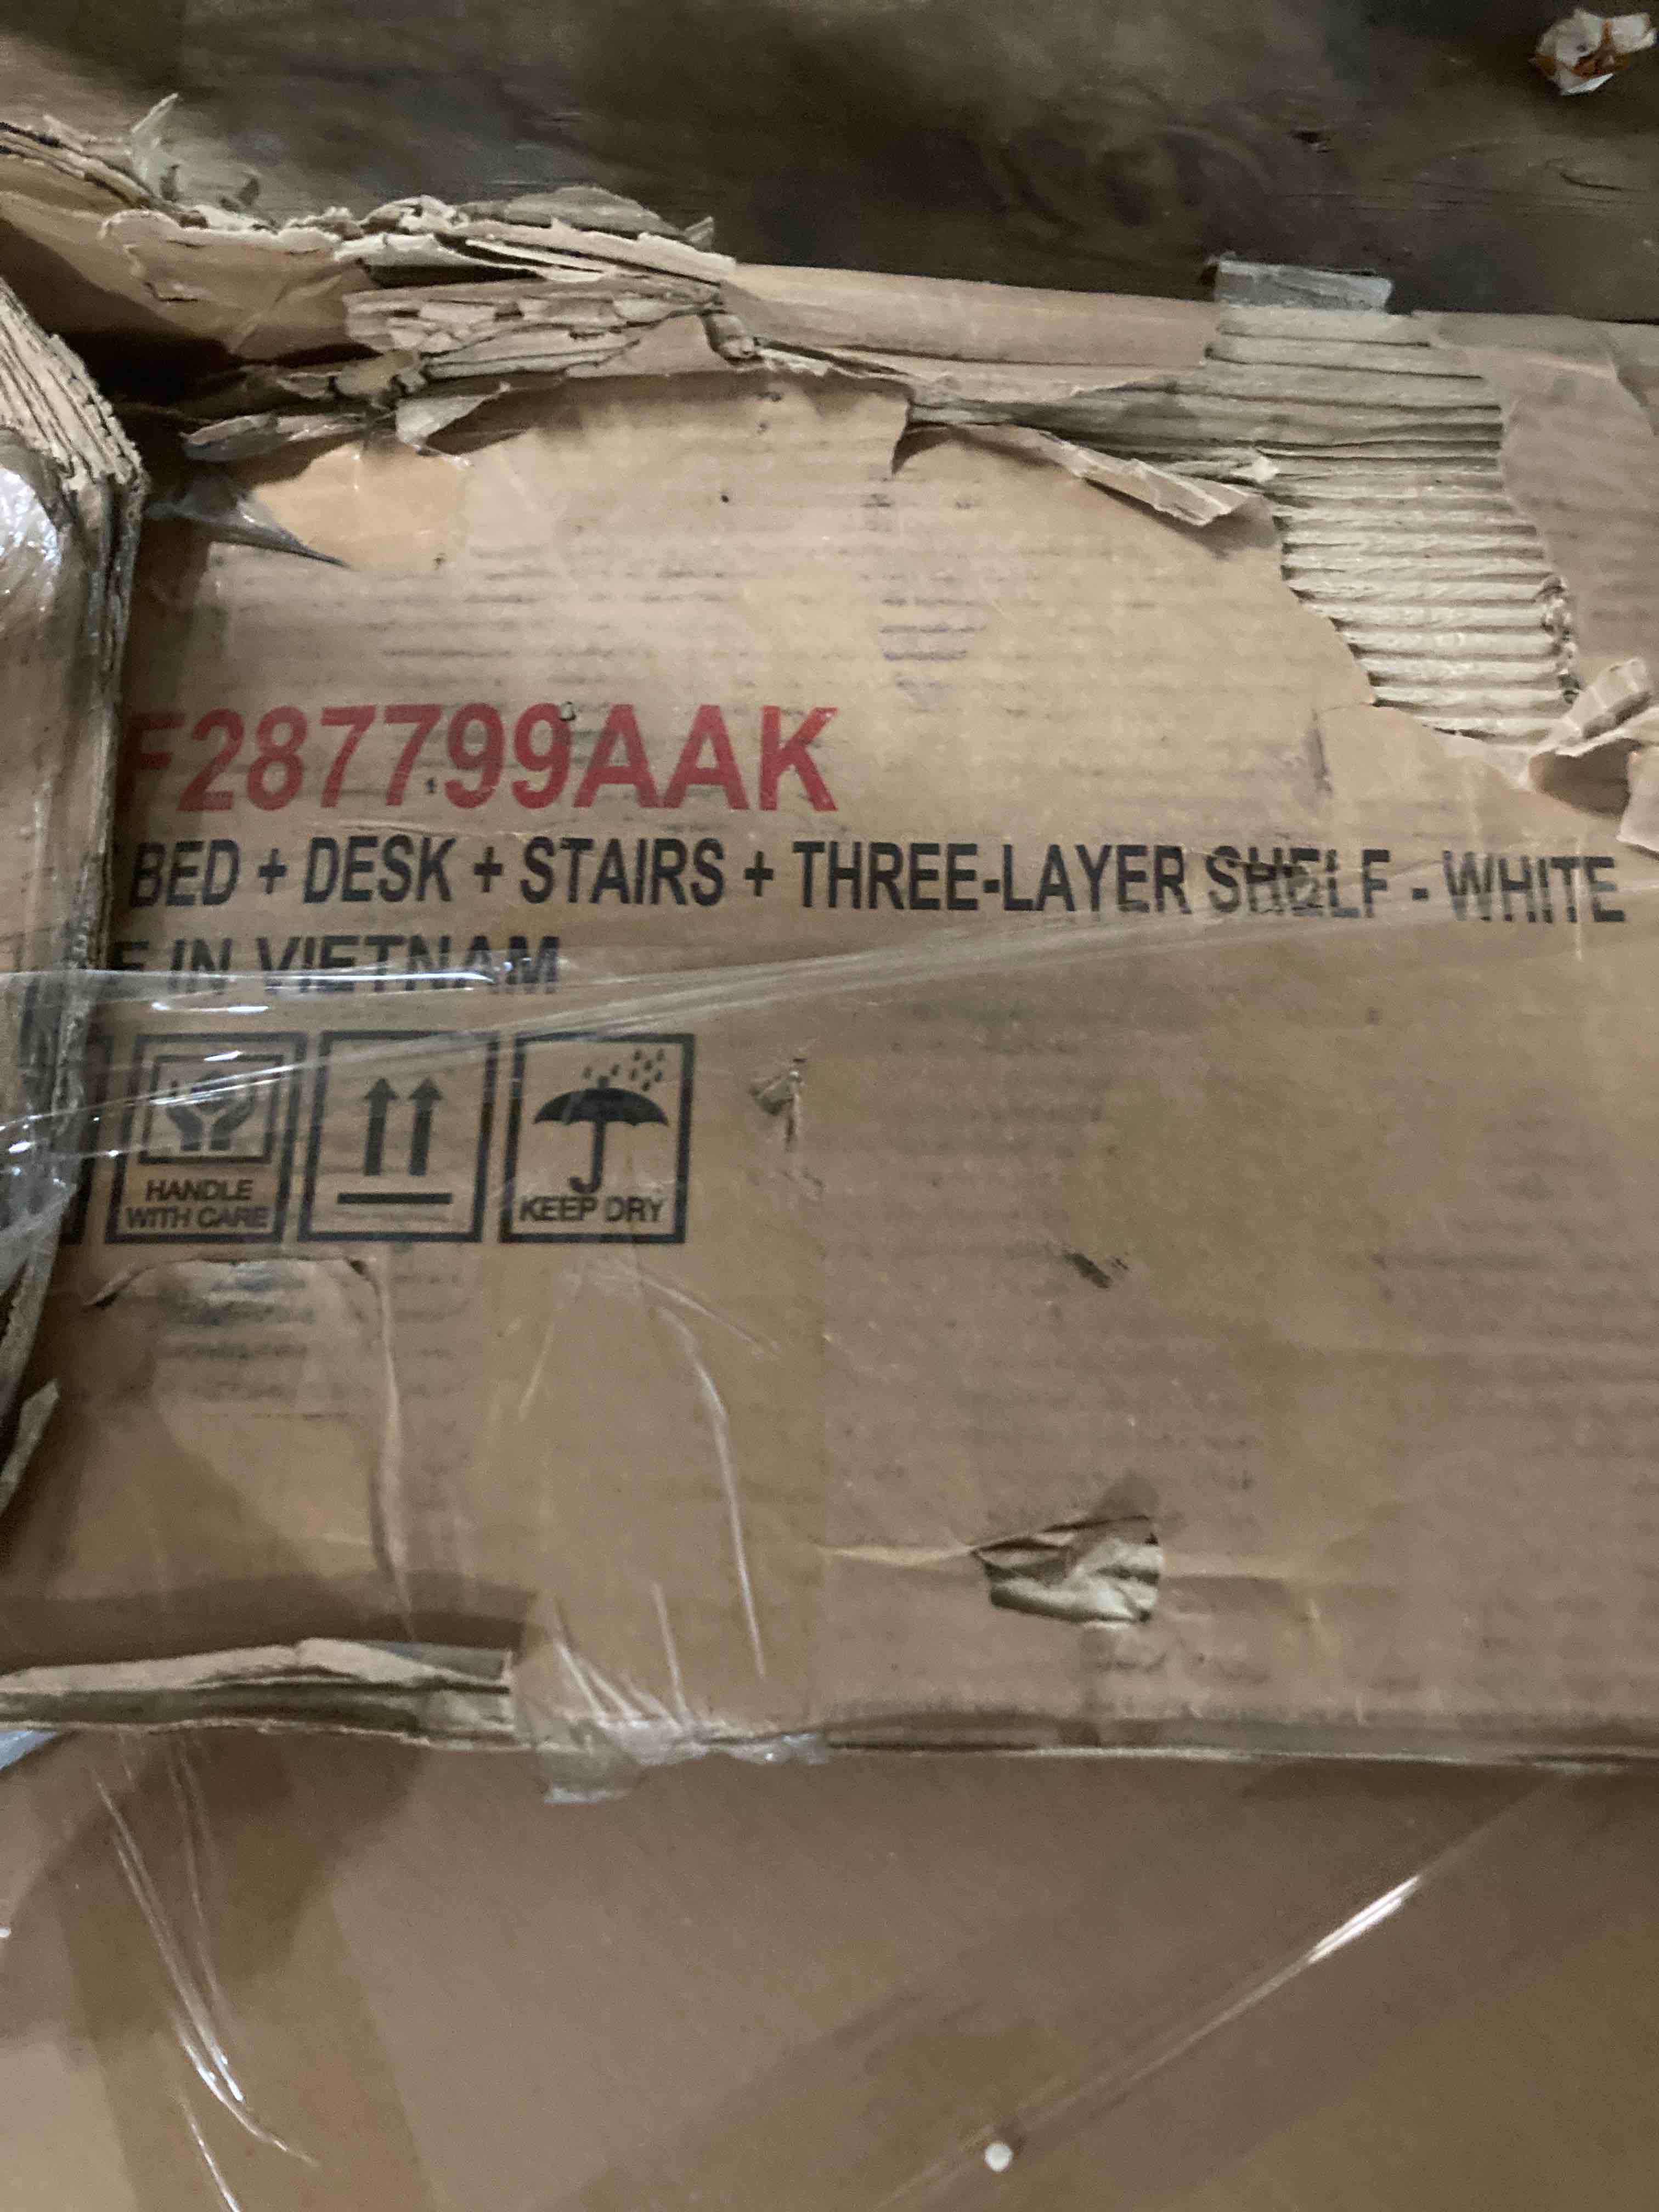 F287799AAK
BED + DESK + STAIRS + THREE-LAYER SHELF - WHITE
E IN VIETNAM
HANDLE
WITH CARE
KEEP DRY